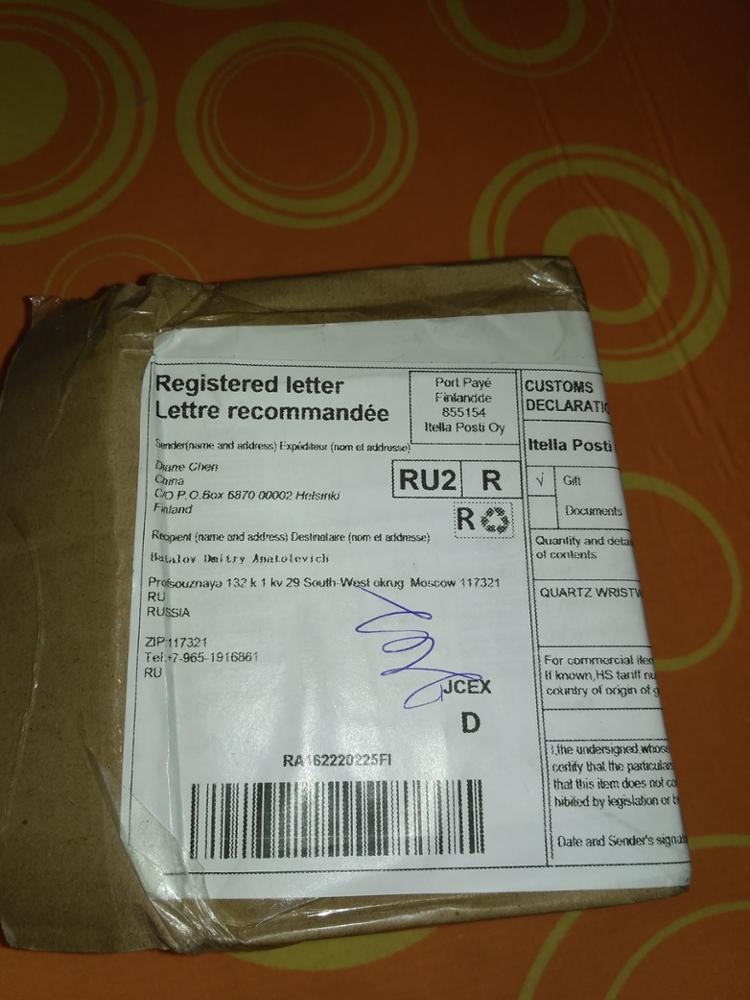 Registered letter
Lettre recommandée
Port Payé
Finlandde
855154
Itella Posti Oy
Sender(name and address) Expéditeur (nom et addrusse)
Diane Chen
China
C/O P.O.Box 6870 00002 Helsinki
Finland
RU2 R
R
Recipient (name and address) Destinataire (nom et addresse)
Batalov Dmitry Anatolevich
Profsouznaya 132 k 1 kv 29 South-West okrug Moscow 117321
RU
RUSSIA
ZIP:117321
Tel:+7-965-1916861
RU
JCEX
D
RA162220225FI
CUSTOMS
DECLARATIO
Itella Posti
√ Gift
Documents
Quantity and detai
of contents
QUARTZ WRISTW
For commercial item
If known,HS tariff nu
country of origin of g
I,the undersigned,whose
certify that the particulars
that this item does not co
hibited by legislation or b
Date and Sender's signat